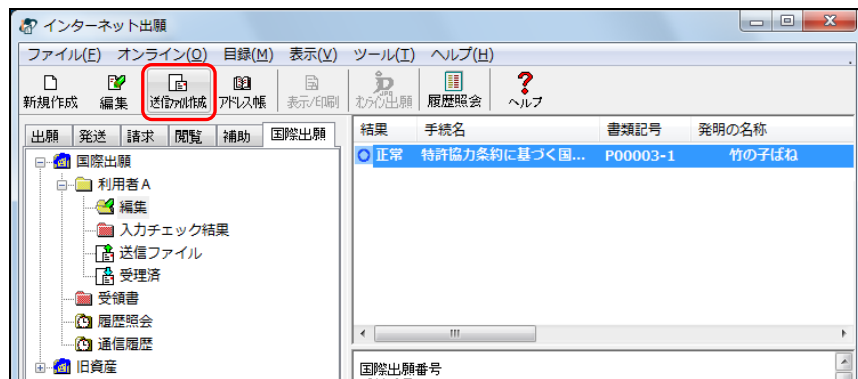 インターネット出願
ファイル(F) オンライン(O) 目録(M) 表示(V) ツール(T) ヘルプ(H)
新規作成 編集 送信ファイル作成 アドレス帳 表示/印刷 オンライン出願 履歴照会 ヘルプ
出願 発送 請求 閲覧 補助 国際出願
国際出願
利用者A
編集
入力チェック結果
送信ファイル
受理済
受領書
履歴照会
通信履歴
旧資産
結果 手続名 書類記号 発明の名称
正常 特許協力条約に基づく国... P00003-1 竹の子ばね
国際出願番号